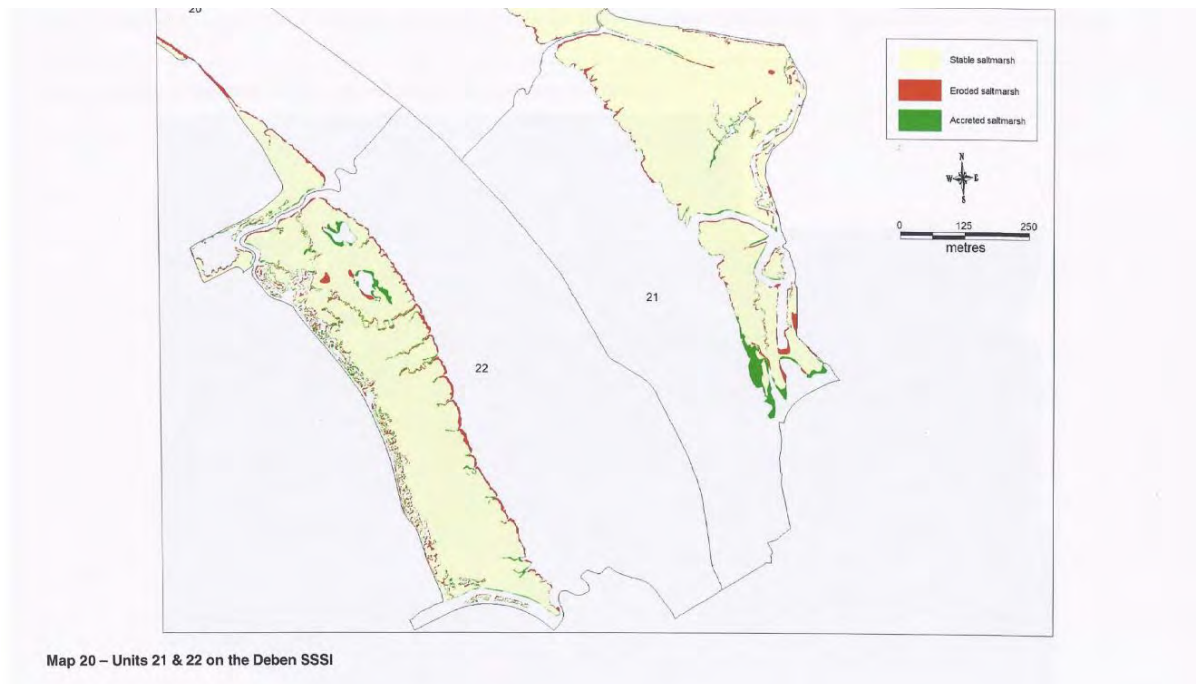 20
Stable saltmarsh
Eroded saltmarsh
Accreted saltmarsh
N
W E
S
0 125 250
metres
21
22
Map 20 – Units 21 & 22 on the Deben SSSI